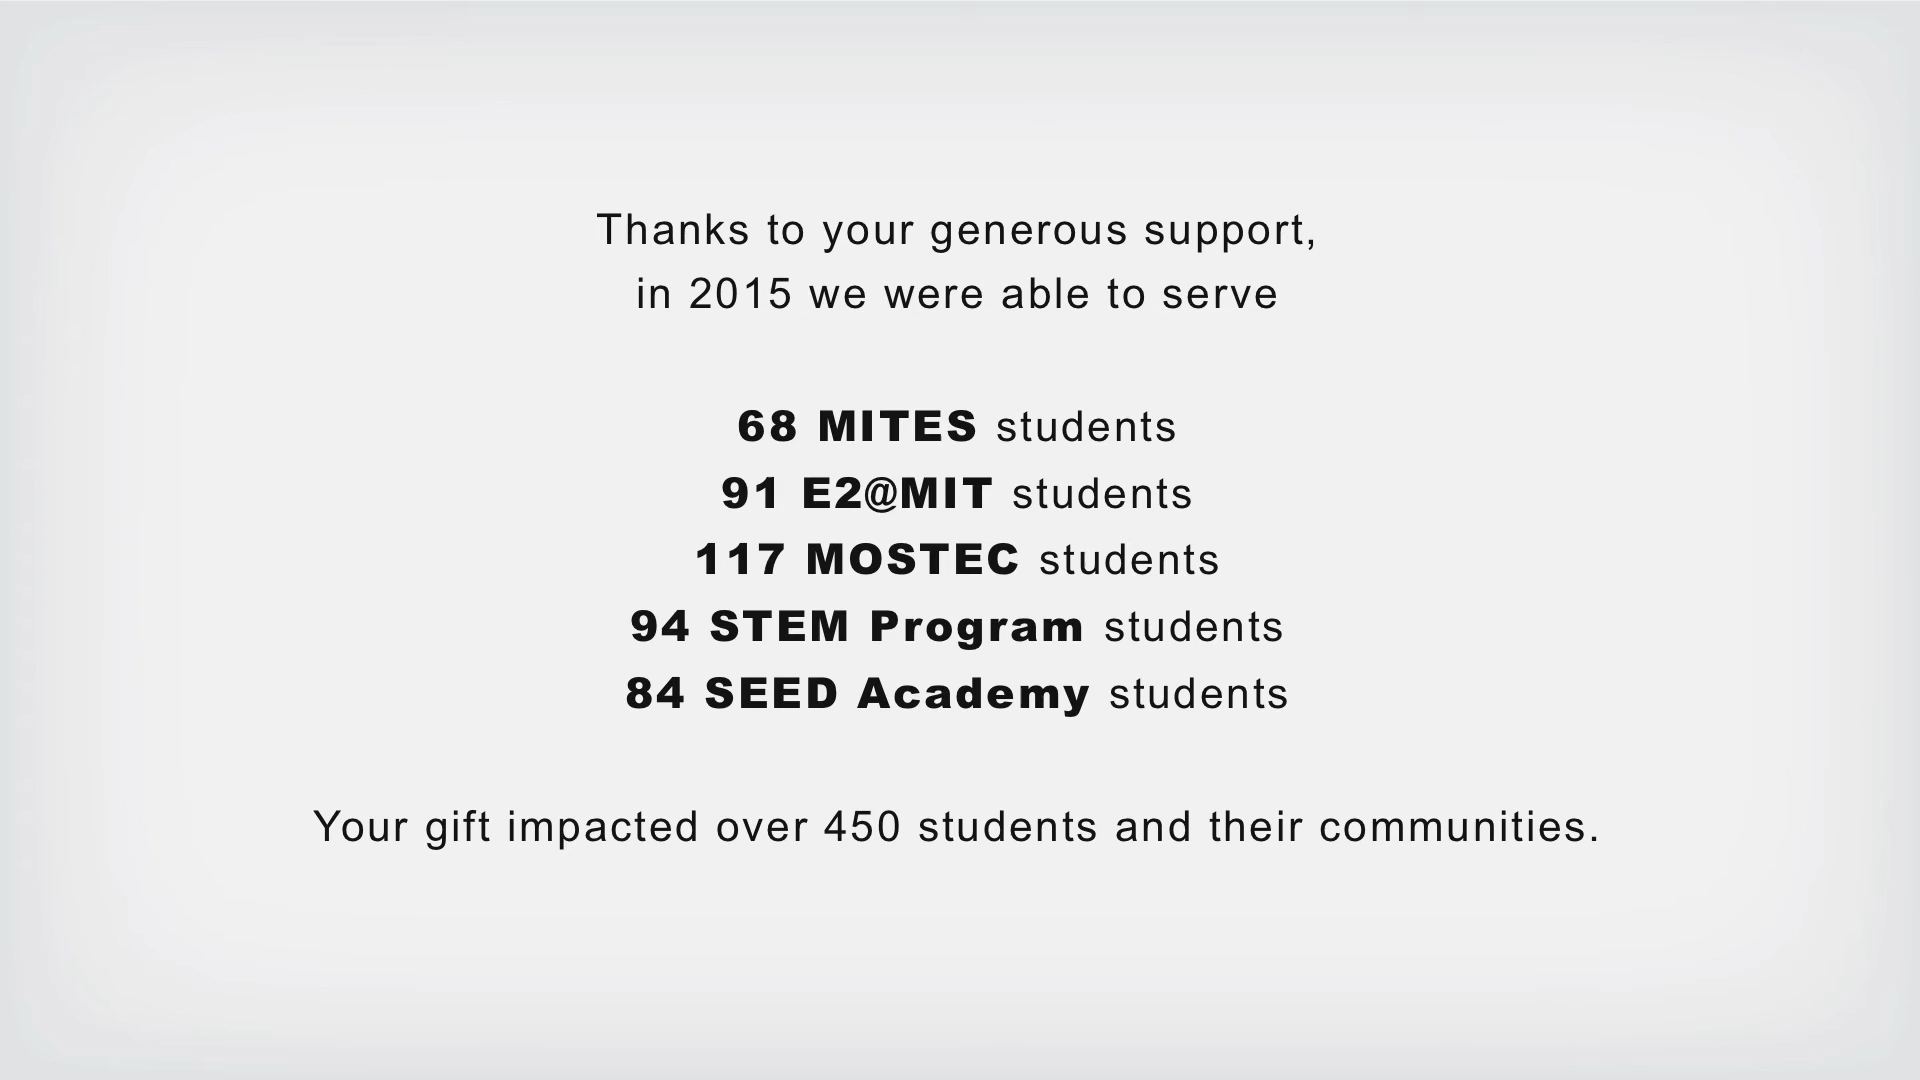 Thanks to your generous support,
in 2015 we were able to serve
68 MITES students
91 E2@MIT students
117 MOSTEC students
94 STEM Program students
84 SEED Academy students
Your gift impacted over 450 students and their communities.